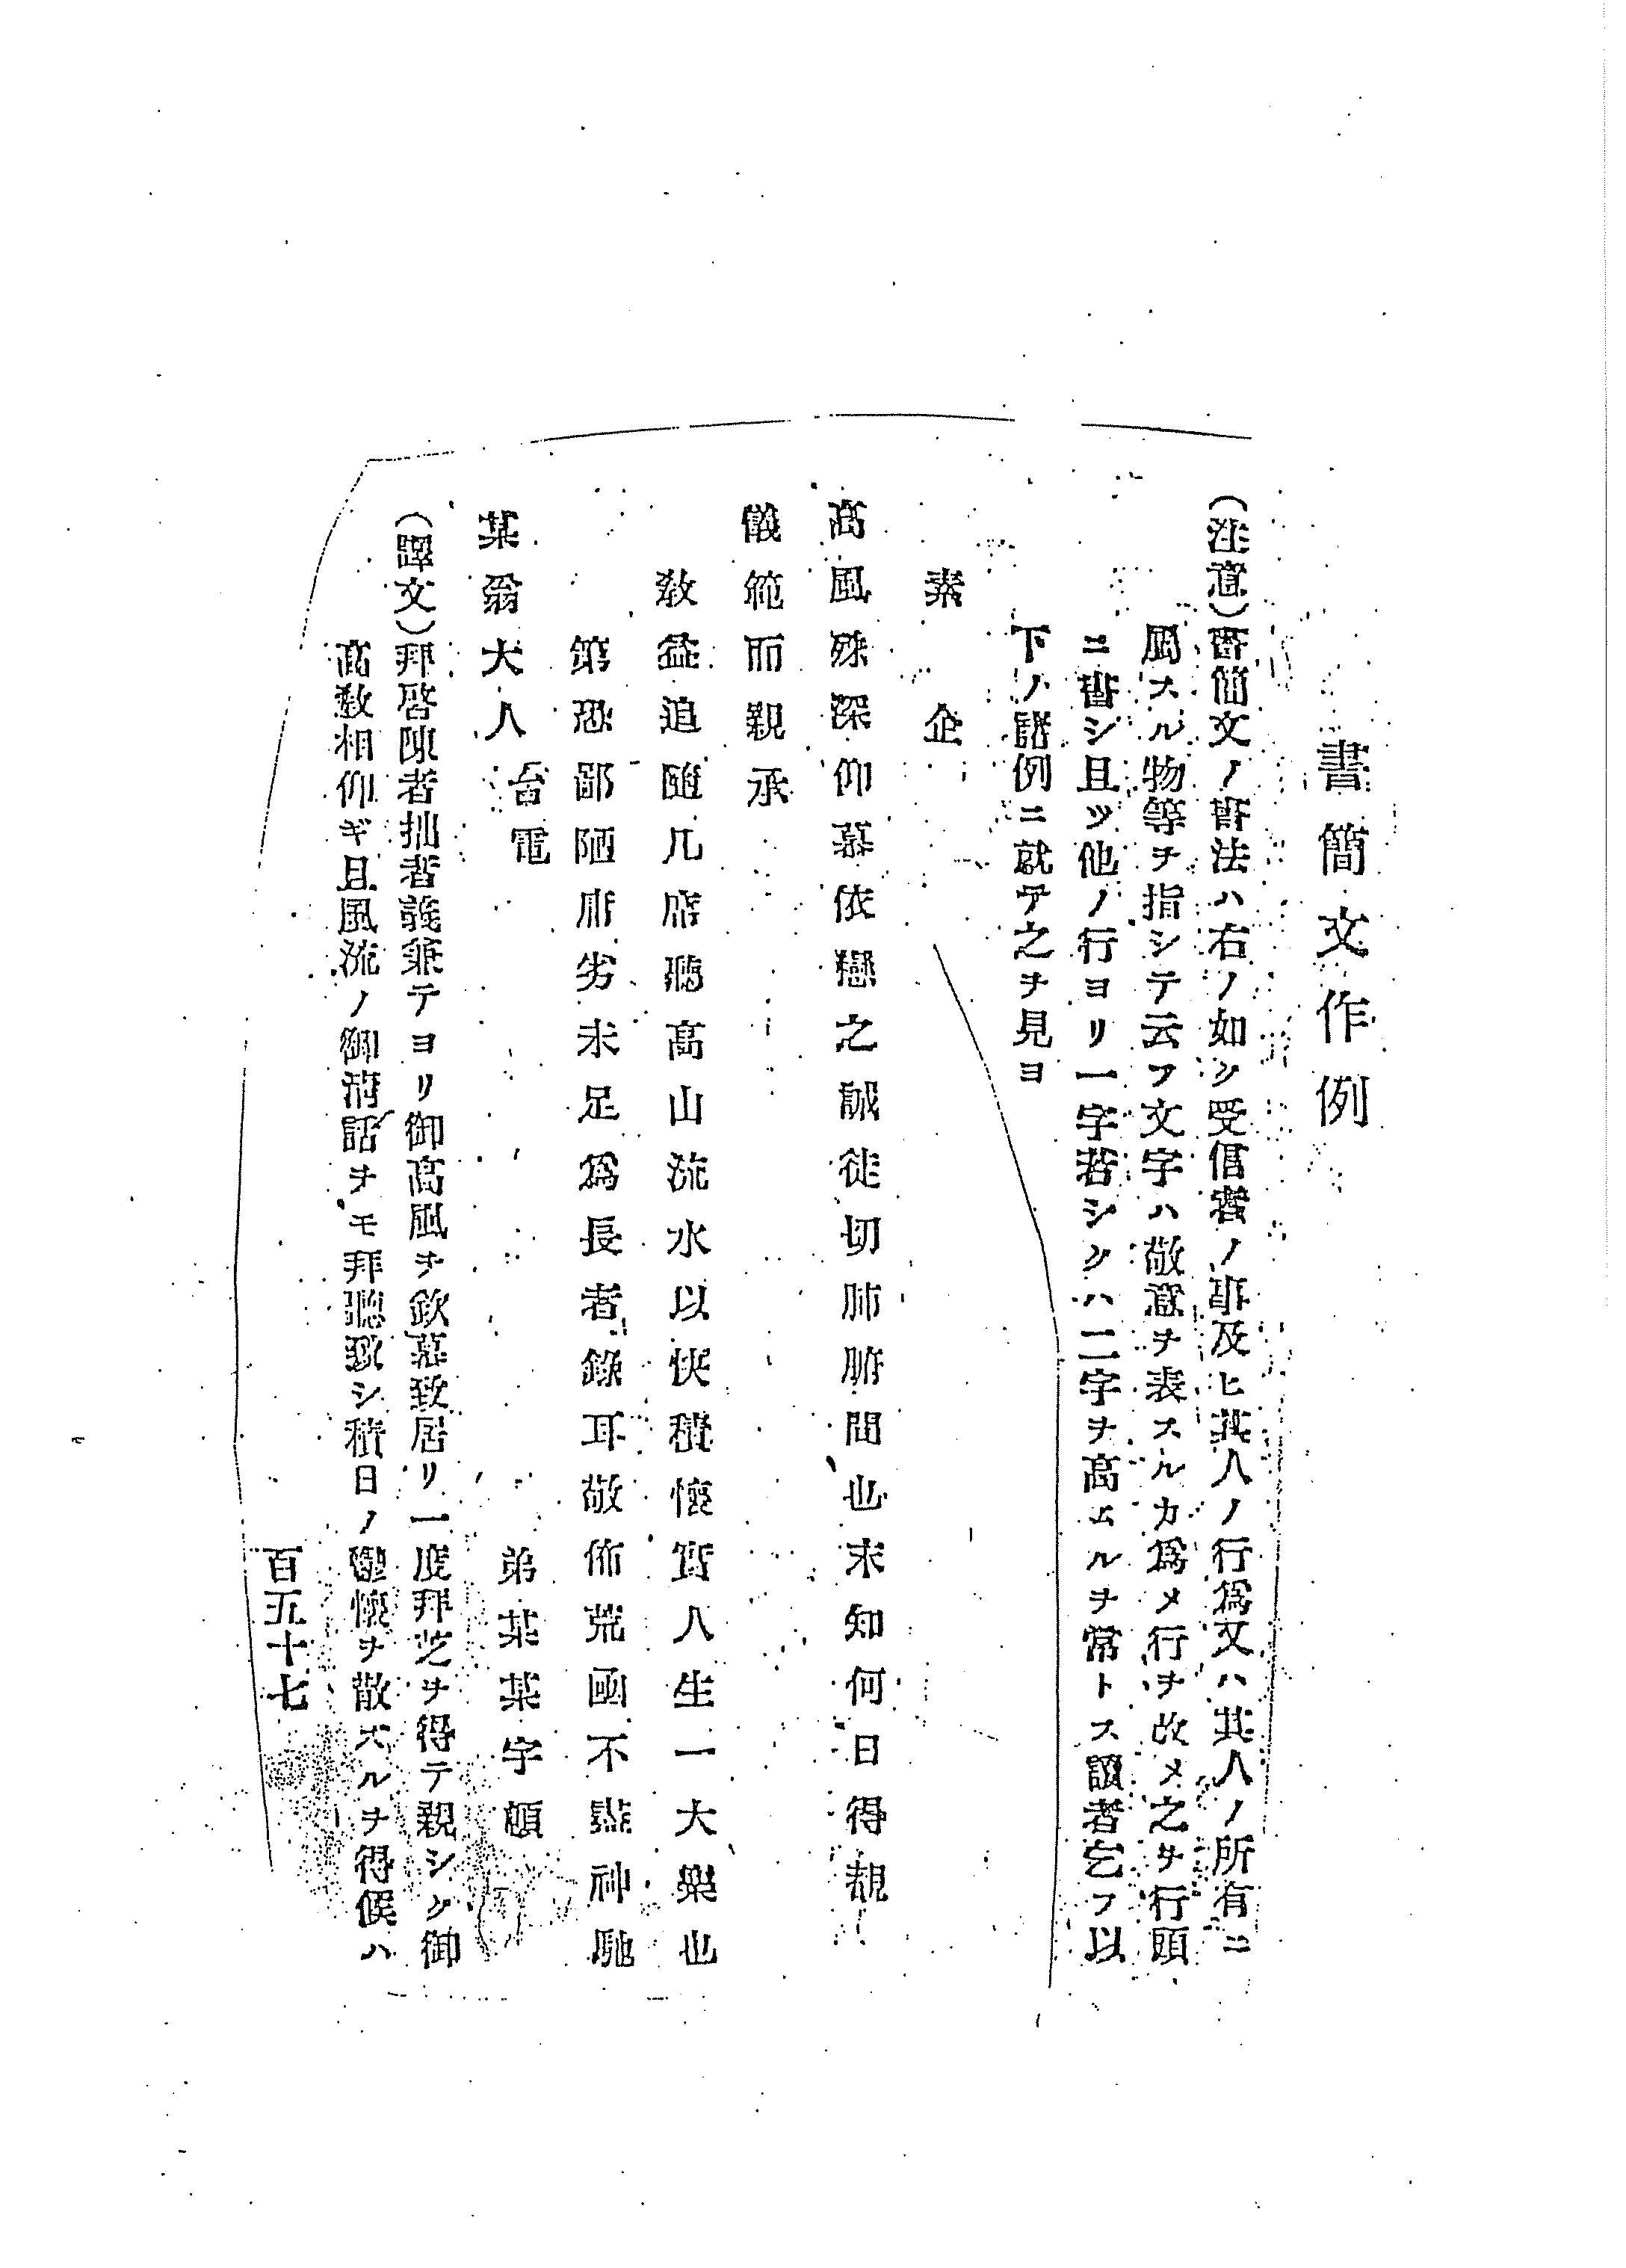 書簡文作例
(注意)書簡文ノ書法ハ右ノ如シ受信者ノ事及ヒ其人ノ行爲又ハ其人ノ所有ニ
屬スル物等ヲ指シテ云フ文字ハ敬意ヲ表スルカ爲メ行ヲ改メ之ヲ行頭
ニ書シ且ツ他ノ行ヨリ一字若シクハ二字ヲ高ムルヲ常トス讀者乞フ以
下ノ諸例ニ就テ之ヲ見ヨ
素企
高風殊深仰慕依戀之誠徒切肺腑間也未知何日得覩
儀範而親承
敎益追隨几席聽高山流水以快積懷實人生一大樂也
第恐鄙陋庸劣未足爲長者錄耳敬佈荒函不盡神馳
某翁大人台電
弟某某字頓
(譯文)拜啓陳者拙者義兼テヨリ御高風ヲ欽慕致居リ一度拜芝ヲ得テ親シク御
高敎相仰ギ且風流ノ御淸話ヲモ拜聽致シ積日ノ鬱懷ヲ散スルヲ得候ハ
百五十七